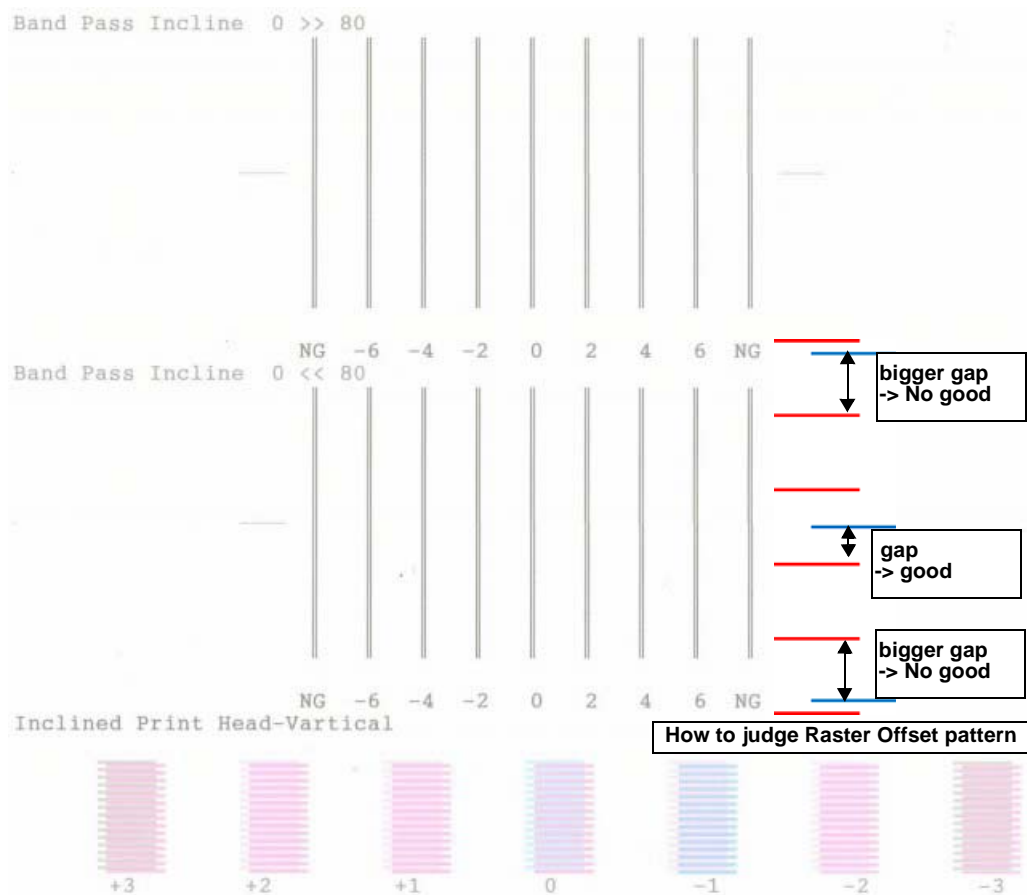 Band Pass Incline 0 >> 80
NG -6 -4 -2 0 2 4 6 NG
Band Pass Incline 0 << 80
bigger gap
-> No good
gap
-> good
bigger gap
-> No good
NG -6 -4 -2 0 2 4 6 NG
Inclined Print Head-Vartical
How to judge Raster Offset pattern
+3 +2 +1 0 -1 -2 -3